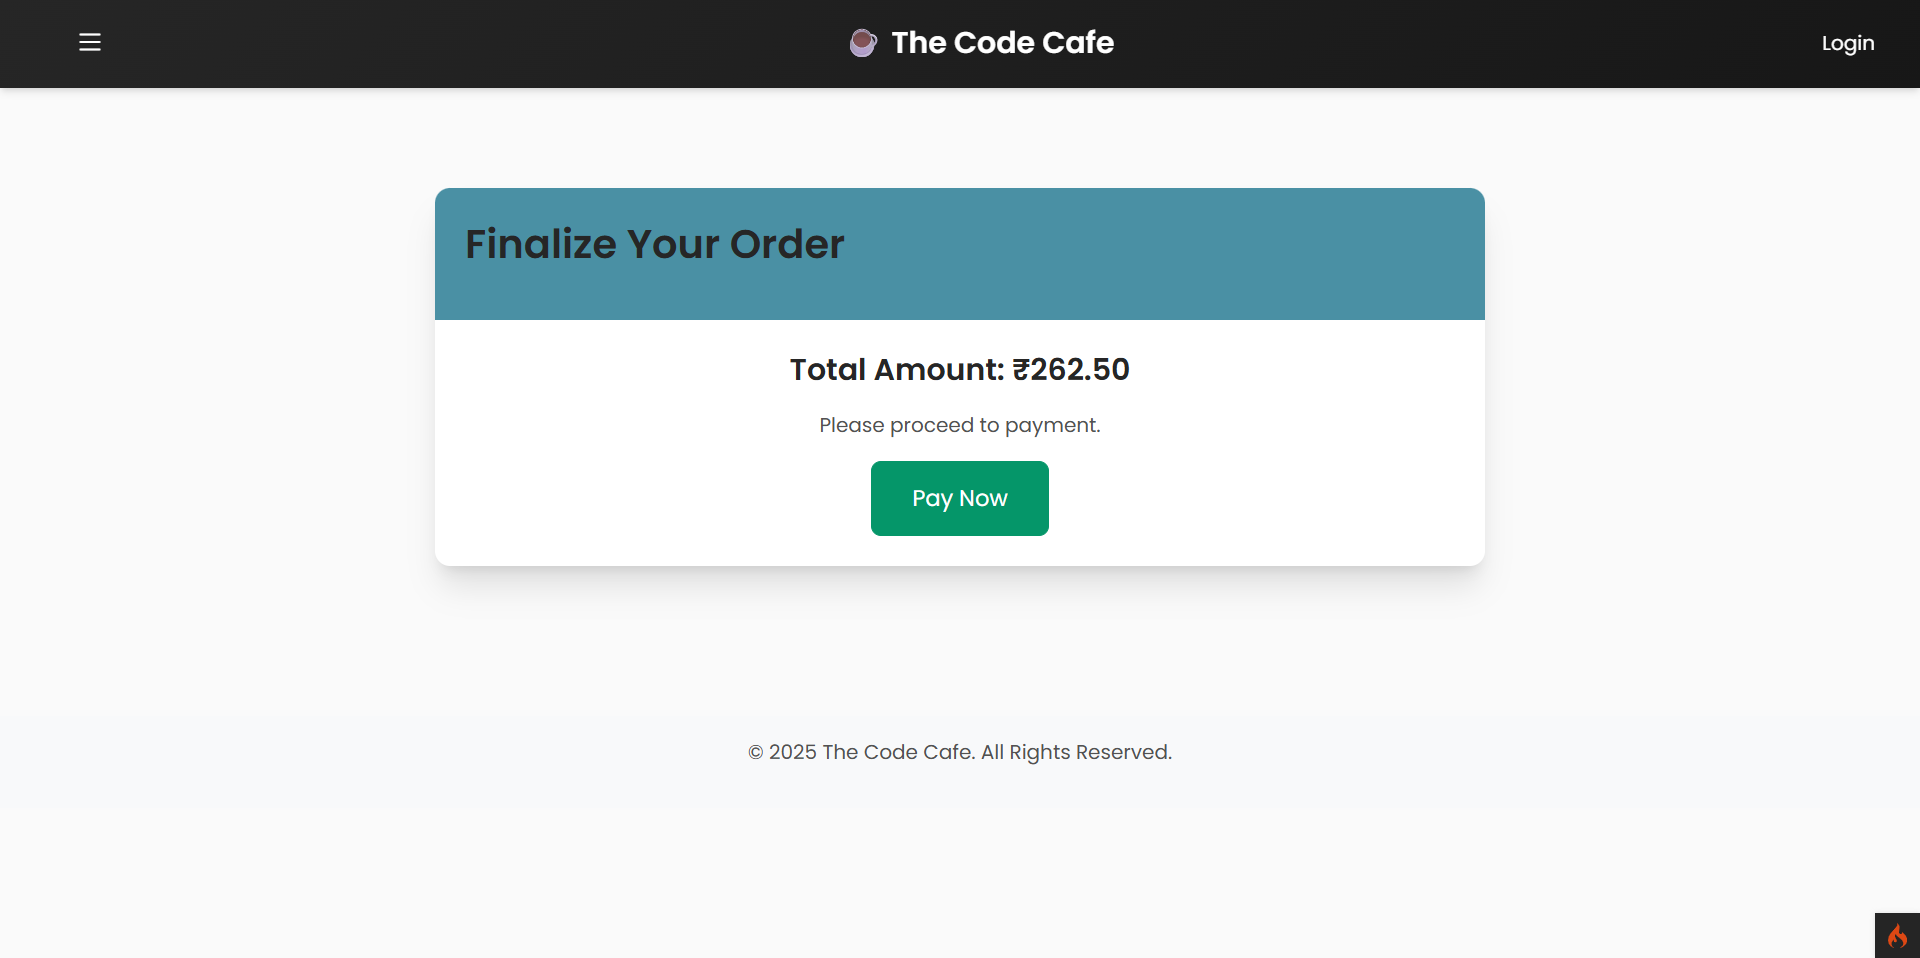 The Code Cafe
Login
Finalize Your Order
Total Amount: ₹262.50
Please proceed to payment.
Pay Now
© 2025 The Code Cafe. All Rights Reserved.